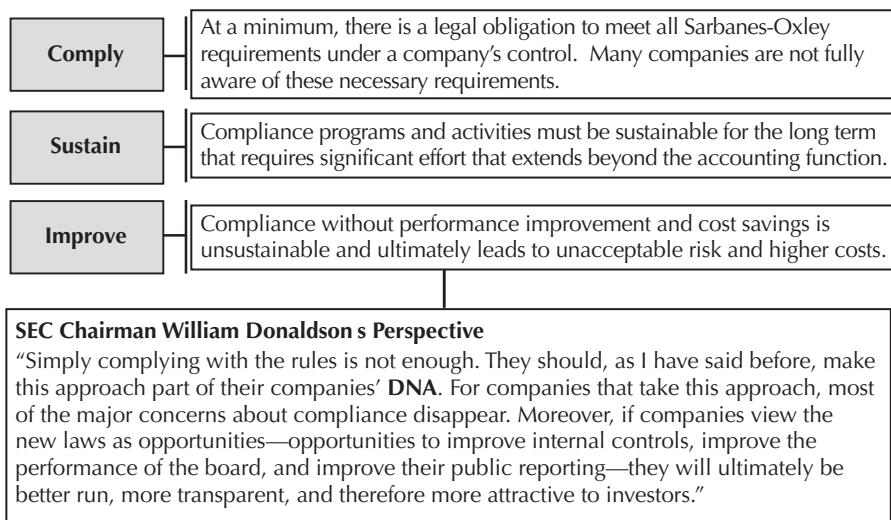 Comply
At a minimum, there is a legal obligation to meet all Sarbanes-Oxley
requirements under a company’s control.  Many companies are not fully
aware of these necessary requirements.
Sustain
Compliance programs and activities must be sustainable for the long term
that requires significant effort that extends beyond the accounting function.
Improve
Compliance without performance improvement and cost savings is
unsustainable and ultimately leads to unacceptable risk and higher costs.
SEC Chairman William Donaldson s Perspective
“Simply complying with the rules is not enough. They should, as I have said before, make
this approach part of their companies’ DNA. For companies that take this approach, most
of the major concerns about compliance disappear. Moreover, if companies view the
new laws as opportunities—opportunities to improve internal controls, improve the
performance of the board, and improve their public reporting—they will ultimately be
better run, more transparent, and therefore more attractive to investors.”